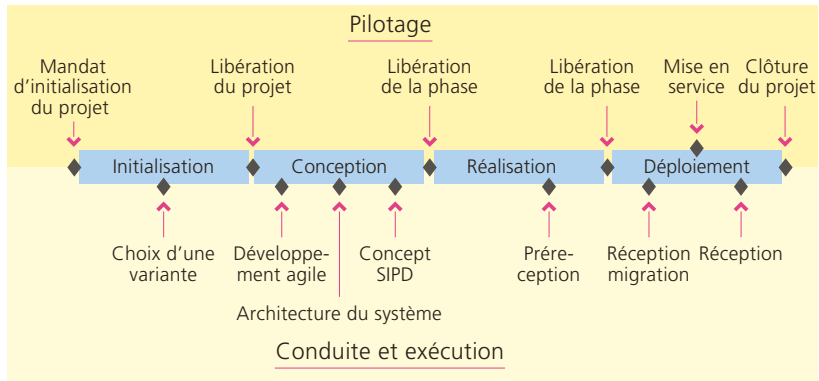 Pilotage
Mandat
d'initialisation
du projet
Libération
du projet
Libération
de la phase
Libération
de la phase
Mise en
service
Clôture
du projet
Initialisation
Conception
Réalisation
Déploiement
Choix d'une
variante
Développe-
ment agile
Architecture du système
Concept
SIPD
Prére-
ception
Réception
migration
Réception
Conduite et exécution